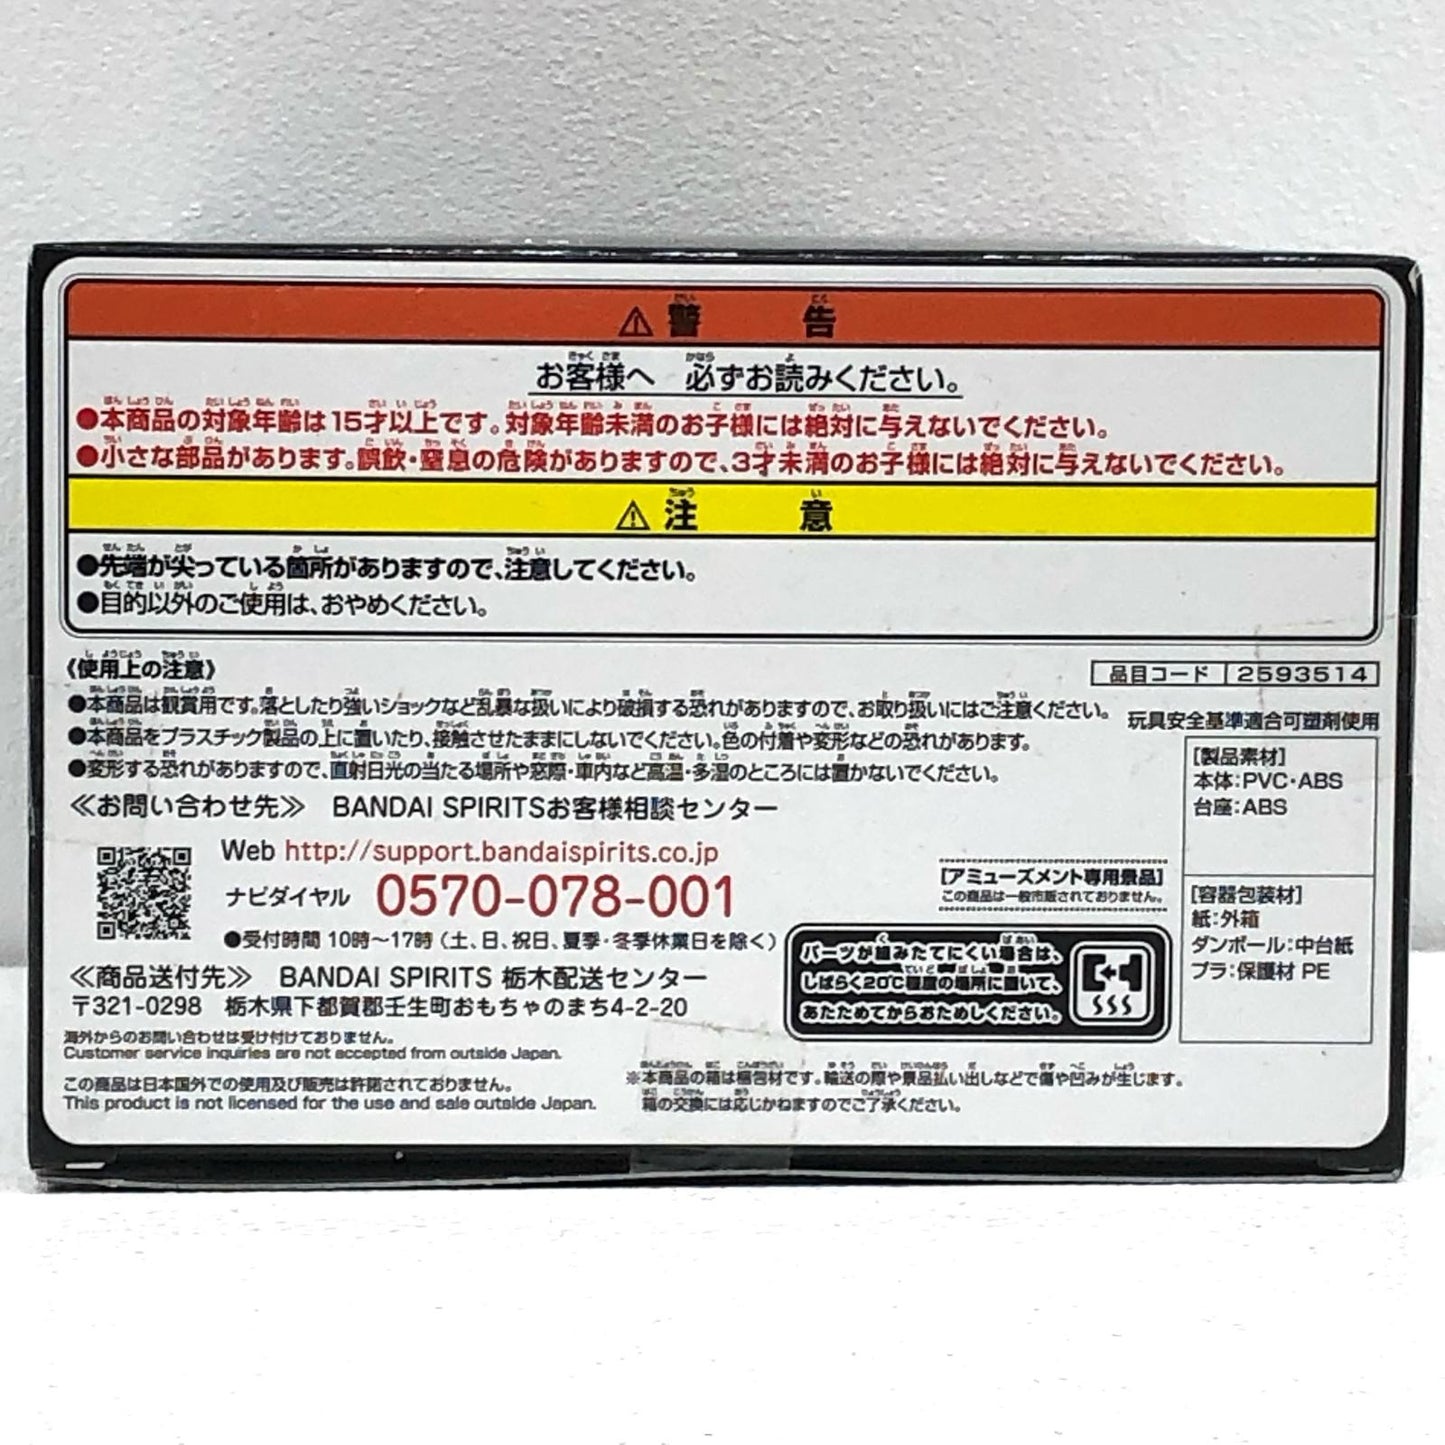 ⚠警告
お客様へ 必ずお読みください。
●本商品の対象年齢は15才以上です。対象年齢未満のお子様には絶対に与えないでください。
●小さな部品があります。誤飲・窒息の危険がありますので、3才未満のお子様には絶対に与えないでください。
⚠注意
●先端が尖っている箇所がありますので、注意してください。
●目的以外のご使用は、おやめください。
《使用上の注意》
●本商品は観賞用です。落としたり強いショックなど乱暴な扱いにより破損する恐れがありますので、お取り扱いにはご注意ください。
●本商品をプラスチック製品の上に置いたり、接触させたままにしないでください。色の付着や変形などの恐れがあります。
●変形する恐れがありますので、直射日光の当たる場所や窓際・車内など高温・多湿のところには置かないでください。
品目コード 2593514
玩具安全基準適合可塑剤使用
[製品素材]
本体:PVC・ABS
台座:ABS
[容器包装材]
紙:外箱
ダンボール:中台紙
プラ:保護材 PE
≪お問い合わせ先≫ BANDAI SPIRITSお客様相談センター
Web http://support.bandaispirits.co.jp
ナビダイヤル 0570-078-001
●受付時間 10時～17時(土、日、祝日、夏季・冬季休業日を除く)
≪商品送付先≫ BANDAI SPIRITS 栃木配送センター
〒321-0298 栃木県下都賀郡壬生町おもちゃのまち4-2-20
[アミューズメント専用景品]
この商品は一般市販されておりません。
パーツが組みたてにくい場合は、
しばらく20℃程度の場所に置いて、
あたためてからおためしください。
海外からのお問い合わせは受け付けておりません。
Customer service inquiries are not accepted from outside Japan.
この商品は日本国外での使用及び販売は許諾されておりません。
This product is not licensed for the use and sale outside Japan.
※本商品の箱は梱包材です。輸送の際や景品払い出しなどで傷や凹みが生じます。
箱の交換には応じかねますのでご了承ください。